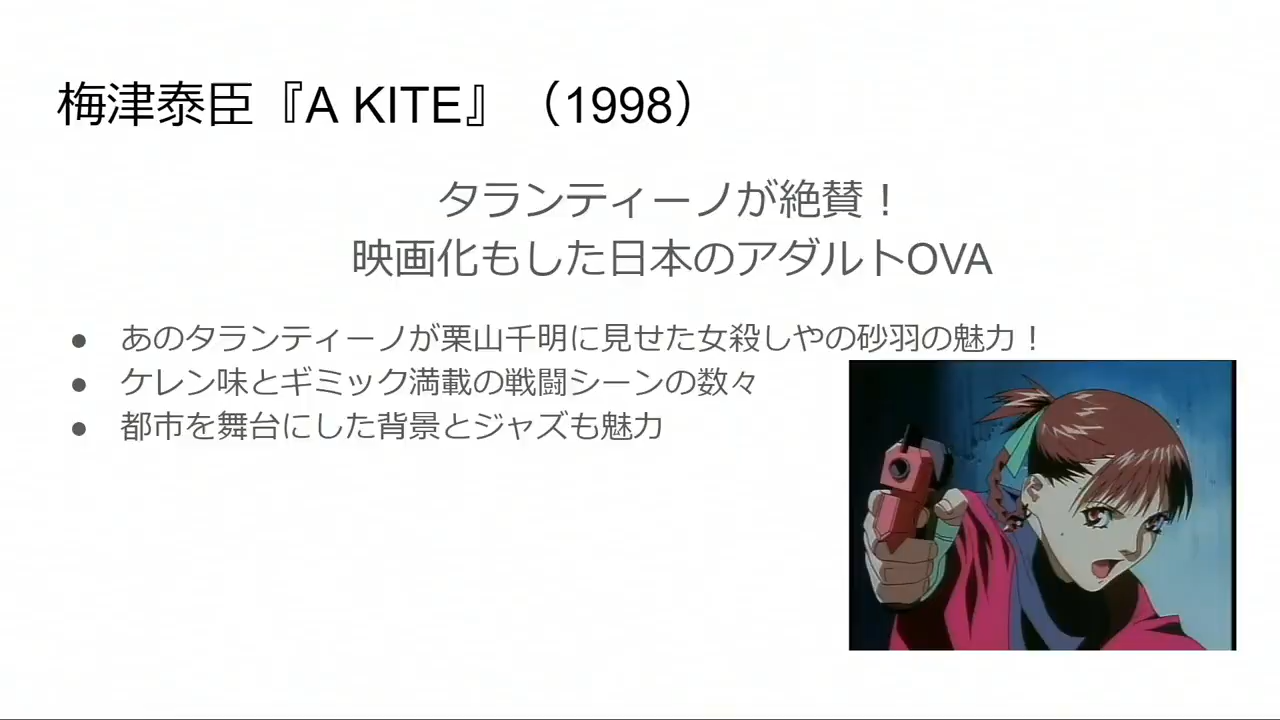 梅津泰臣『A KITE』（1998）
タランティーノが絶賛！
映画化もした日本のアダルトOVA
● あのタランティーノが栗山千明に見せた女殺しやの砂羽の魅力！
● ケレン味とギミック満載の戦闘シーンの数々
● 都市を舞台にした背景とジャズも魅力